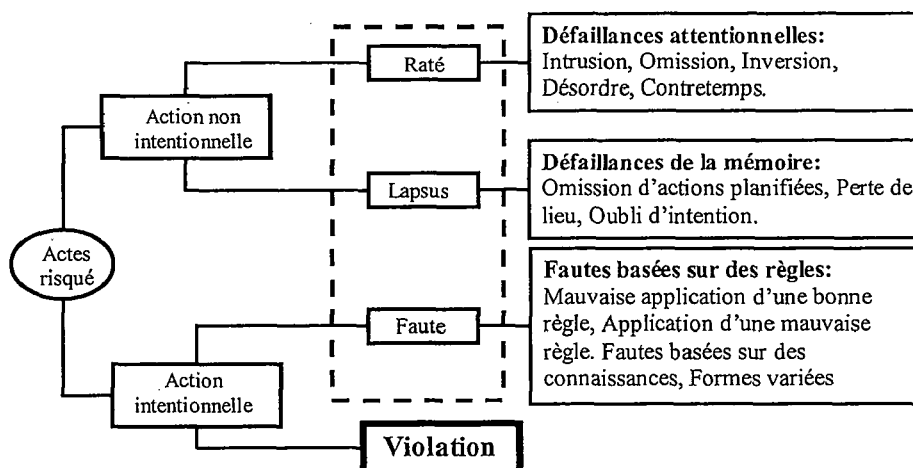 Actes
risqué
Action non
intentionnelle
Action
intentionnelle
Raté
Lapsus
Faute
Violation
Défaillances attentionnelles:
Intrusion, Omission, Inversion,
Désordre, Contretemps.
Défaillances de la mémoire:
Omission d'actions planifiées, Perte de
lieu, Oubli d'intention.
Fautes basées sur des règles:
Mauvaise application d'une bonne
règle, Application d'une mauvaise
règle. Fautes basées sur des
connaissances, Formes variées